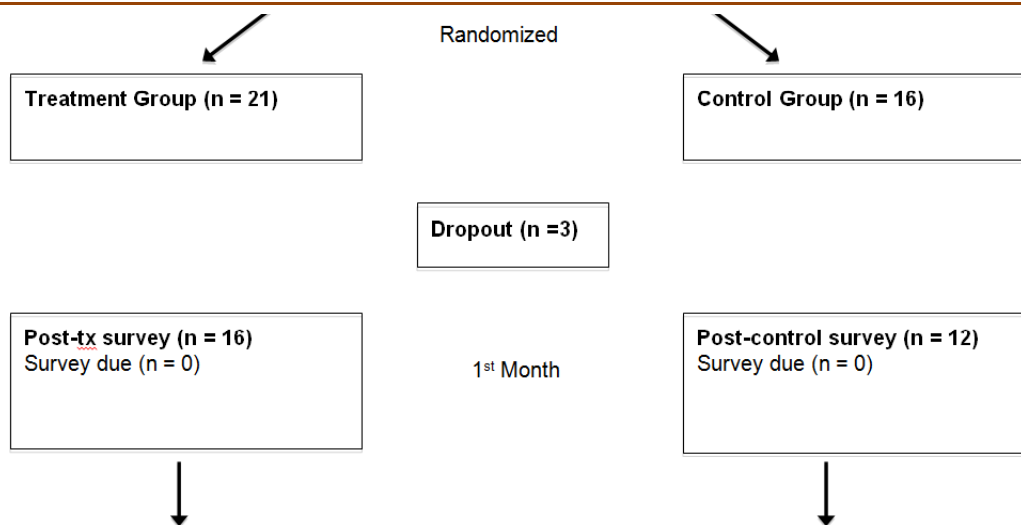 Randomized
Treatment Group (n = 21)
Control Group (n = 16)
Dropout (n =3)
Post-tx survey (n = 16)
Survey due (n = 0)
1st Month
Post-control survey (n = 12)
Survey due (n = 0)